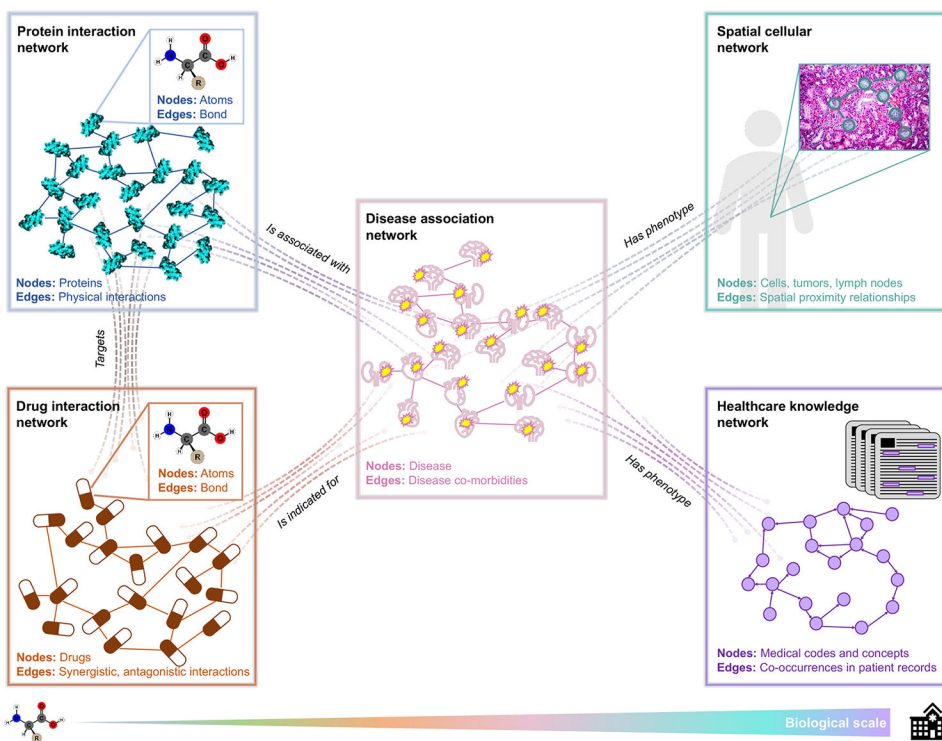 Protein interaction
network
H
H
N
H
C
R
C
O
O
H
Nodes: Atoms
Edges: Bond
Nodes: Proteins
Edges: Physical interactions
Spatial cellular
network
Nodes: Cells, tumors, lymph nodes
Edges: Spatial proximity relationships
Is associated with
Has phenotype
Disease association
network
Nodes: Disease
Edges: Disease co-morbidities
Targets
Is indicated for
Has phenotype
Drug interaction
network
H
H
N
H
C
R
C
O
O
H
Nodes: Atoms
Edges: Bond
Nodes: Drugs
Edges: Synergistic, antagonistic interactions
Healthcare knowledge
network
Nodes: Medical codes and concepts
Edges: Co-occurrences in patient records
H
H
N
H
C
R
C
O
O
H
Biological scale